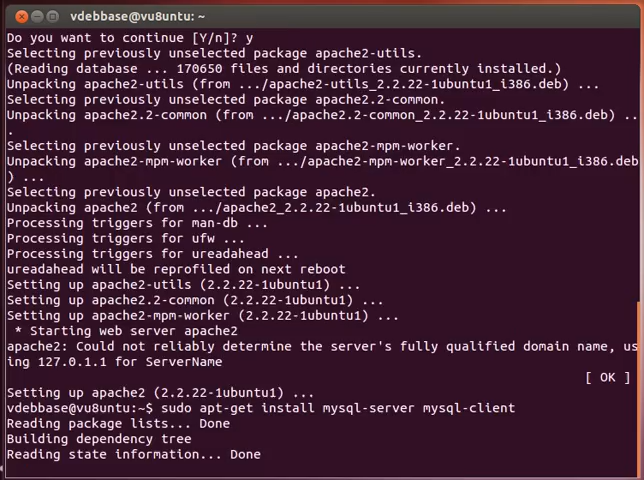 vdebbase@vu8untu: ~
Do you want to continue [Y/n]? y
Selecting previously unselected package apache2-utils.
(Reading database ... 170650 files and directories currently installed.)
Unpacking apache2-utils (from .../apache2-utils_2.2.22-1ubuntu1_i386.deb) ...
Selecting previously unselected package apache2.2-common.
Unpacking apache2.2-common (from .../apache2.2-common_2.2.22-1ubuntu1_i386.deb) ..
.
Selecting previously unselected package apache2-mpm-worker.
Unpacking apache2-mpm-worker (from .../apache2-mpm-worker_2.2.22-1ubuntu1_i386.deb
) ...
Selecting previously unselected package apache2.
Unpacking apache2 (from .../apache2_2.2.22-1ubuntu1_i386.deb) ...
Processing triggers for man-db ...
Processing triggers for ufw ...
Processing triggers for ureadahead ...
ureadahead will be reprofiled on next reboot
Setting up apache2-utils (2.2.22-1ubuntu1) ...
Setting up apache2.2-common (2.2.22-1ubuntu1) ...
Setting up apache2-mpm-worker (2.2.22-1ubuntu1) ...
* Starting web server apache2
apache2: Could not reliably determine the server's fully qualified domain name, us
ing 127.0.1.1 for ServerName
[ OK ]
Setting up apache2 (2.2.22-1ubuntu1) ...
vdebbase@vu8untu:~$ sudo apt-get install mysql-server mysql-client
Reading package lists... Done
Building dependency tree
Reading state information... Done